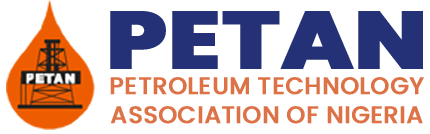 PETAN
PETAN
PETROLEUM TECHNOLOGY
ASSOCIATION OF NIGERIA